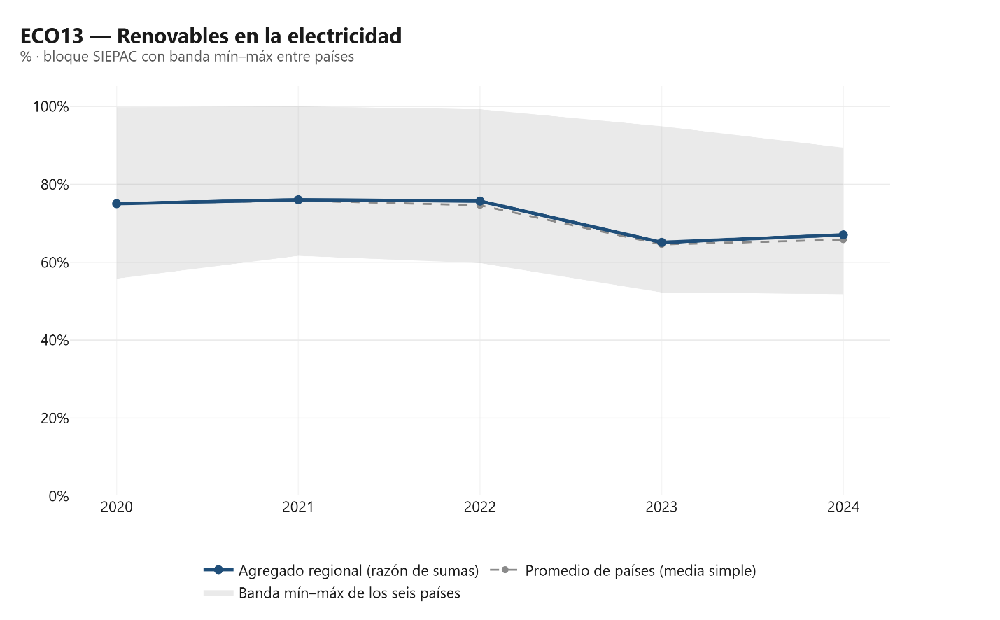 ECO13 — Renovables en la electricidad
% · bloque SIEPAC con banda mín–máx entre países
100%
80%
60%
40%
20%
0%
2020 2021 2022 2023 2024
Agregado regional (razón de sumas) Promedio de países (media simple)
Banda mín–máx de los seis países